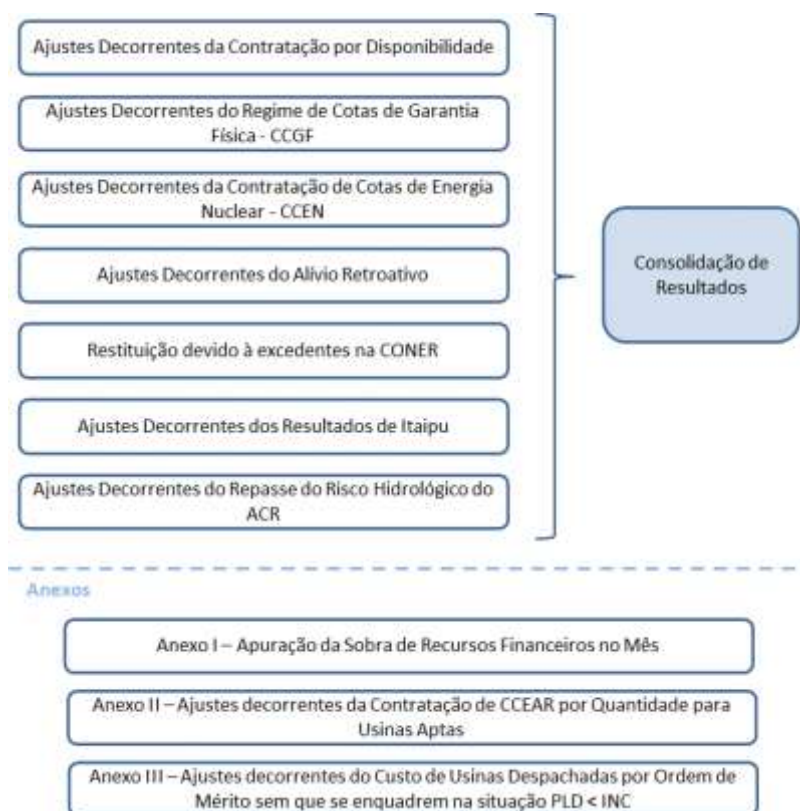 Ajustes Decorrentes da Contratação por Disponibilidade
Ajustes Decorrentes do Regime de Cotas de Garantia
Física - CCGF
Ajustes Decorrentes da Contratação de Cotas de Energia
Nuclear - CCEN
Ajustes Decorrentes do Alívio Retroativo
Restituição devido à excedentes na CONER
Ajustes Decorrentes dos Resultados de Itaipu
Ajustes Decorrentes do Repasse do Risco Hidrológico do
ACR
Consolidação de
Resultados
Anexos
Anexo I – Apuração da Sobra de Recursos Financeiros no Mês
Anexo II – Ajustes decorrentes da Contratação de CCEAR por Quantidade para
Usinas Aptas
Anexo III – Ajustes decorrentes do Custo de Usinas Despachadas por Ordem de
Mérito sem que se enquadrem na situação PLD < INC